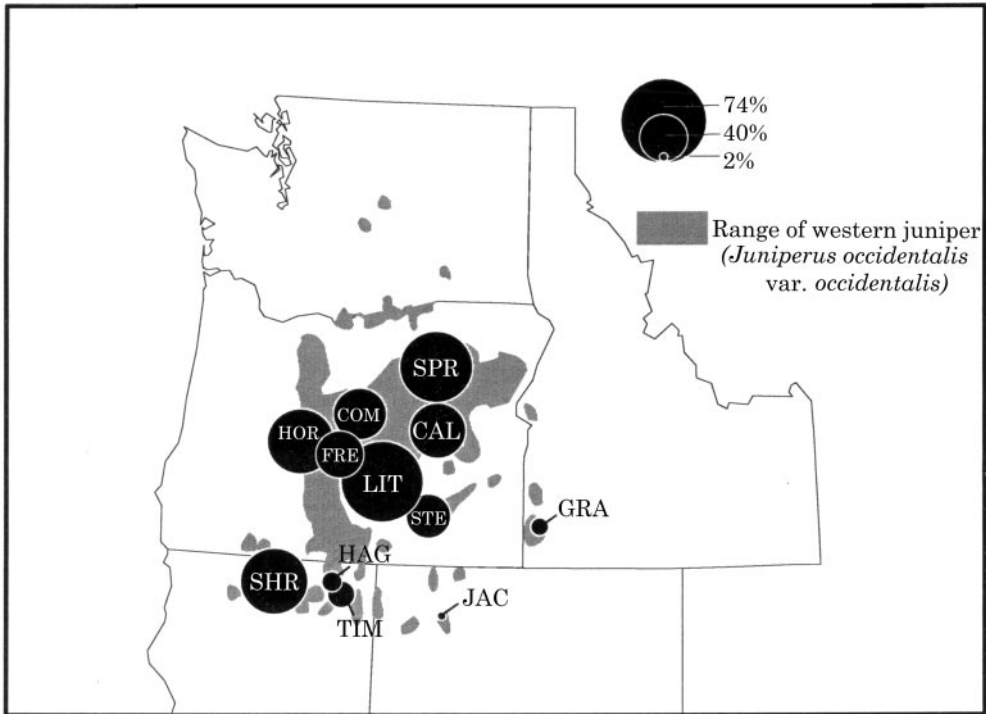 74%
40%
2%
Range of western juniper
(Juniperus occidentalis
var. occidentalis)
SPR
COM
CAL
HOR
FRE
LIT
STE
GRA
HAG
SHR
JAC
TIM